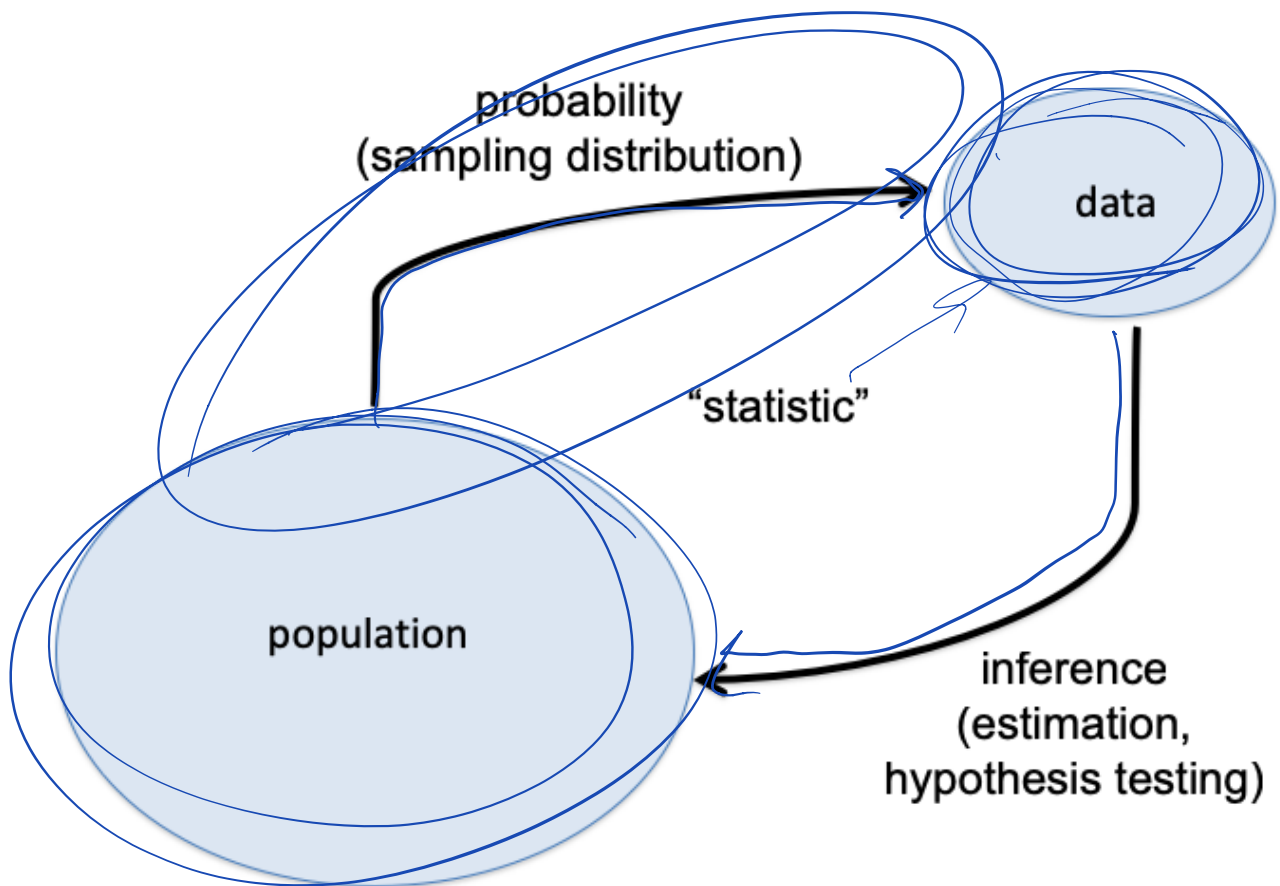 probability
(sampling distribution)
data
“statistic”
population
inference
(estimation,
hypothesis testing)